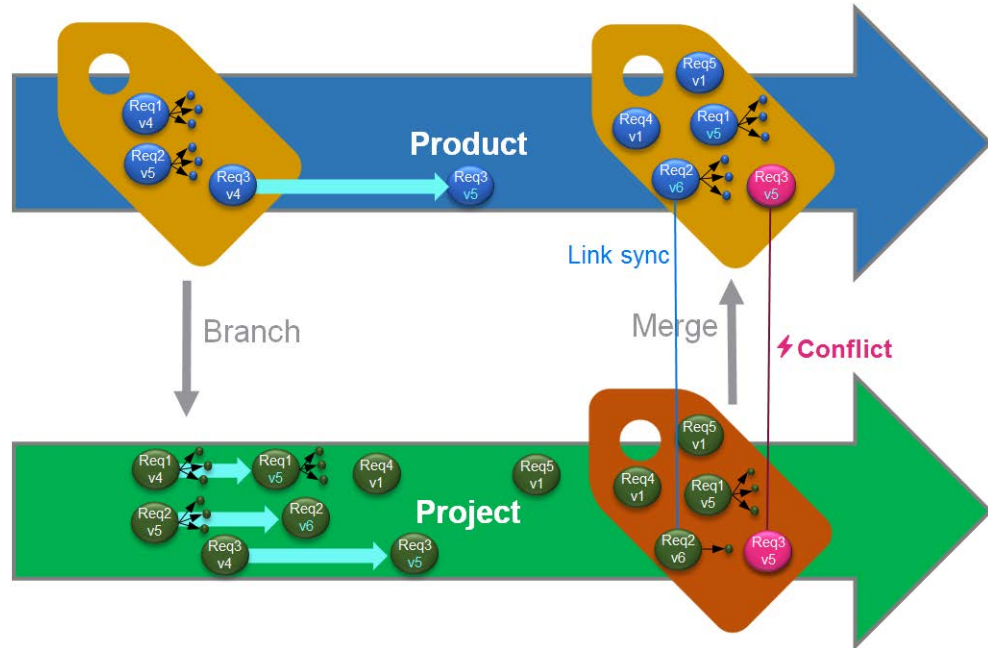 Req5
v1
Req1
v4
Req4
v1
Req1
v5
Product
Req2
v5
Req3
v4
Req3
v5
Req2
v6
Req3
v5
Link sync
Branch
Merge
Conflict
Req5
v1
Req1
v4
Req1
v5
Req4
v1
Req5
v1
Req4
v1
Req1
v5
Req2
v5
Req2
v6
Project
Req3
v4
Req3
v5
Req2
v6
Req3
v5